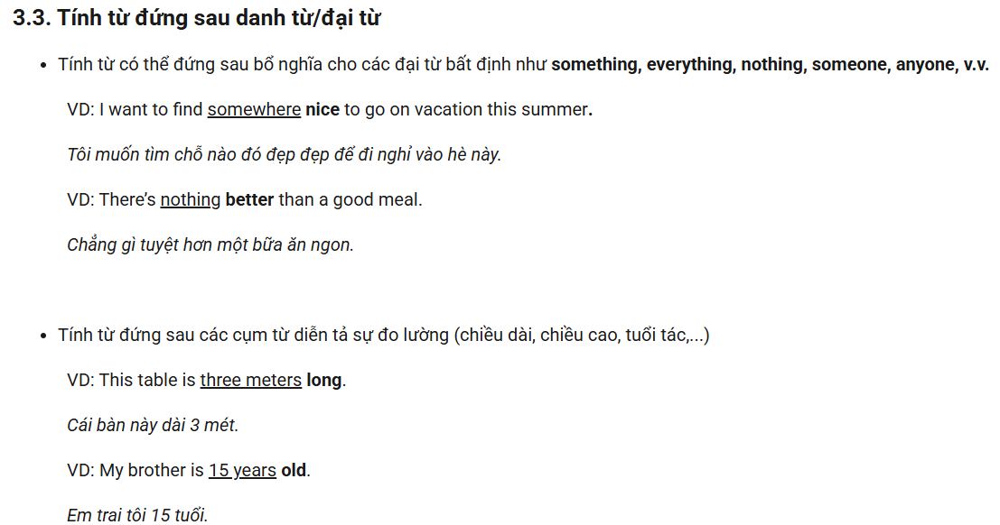 3.3. Tính từ đứng sau danh từ/đại từ
Tính từ có thể đứng sau bổ nghĩa cho các đại từ bất định như something, everything, nothing, someone, anyone, v.v.
VD: I want to find somewhere nice to go on vacation this summer.
Tôi muốn tìm chỗ nào đó đẹp đẹp để đi nghỉ vào hè này.
VD: There’s nothing better than a good meal.
Chẳng gì tuyệt hơn một bữa ăn ngon.
Tính từ đứng sau các cụm từ diễn tả sự đo lường (chiều dài, chiều cao, tuổi tác,...)
VD: This table is three meters long.
Cái bàn này dài 3 mét.
VD: My brother is 15 years old.
Em trai tôi 15 tuổi.